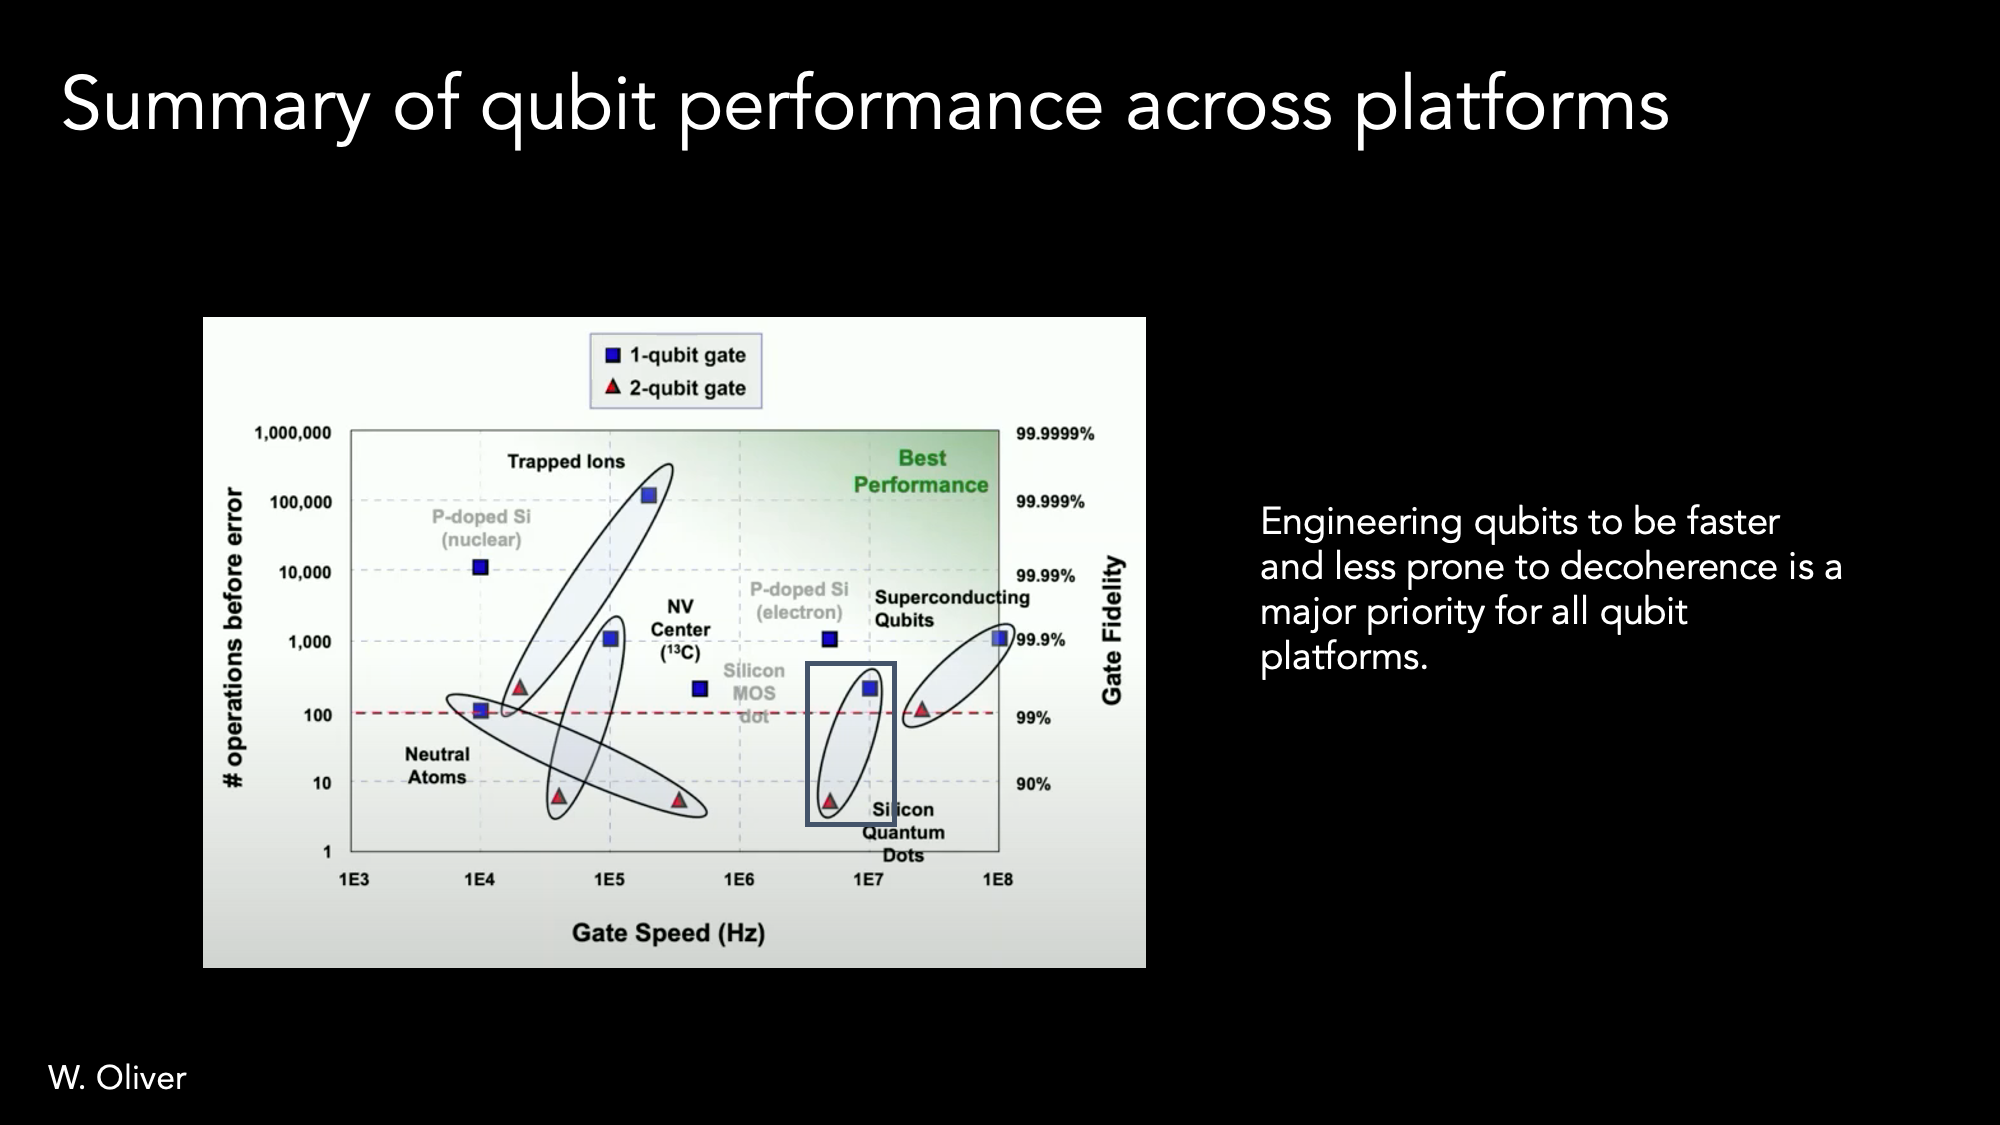 Summary of qubit performance across platforms
1-qubit gate
2-qubit gate
1,000,000
100,000
10,000
1,000
100
10
1
# operations before error
99.9999%
99.999%
99.99%
99.9%
99%
90%
Gate Fidelity
Trapped Ions
Best
Performance
P-doped Si
(nuclear)
NV
Center
(¹³C)
P-doped Si
(electron)
Superconducting
Qubits
Silicon
MOS
dot
Neutral
Atoms
Silicon
Quantum
Dots
1E3
1E4
1E5
1E6
1E7
1E8
Gate Speed (Hz)
Engineering qubits to be faster
and less prone to decoherence is a
major priority for all qubit
platforms.
W. Oliver